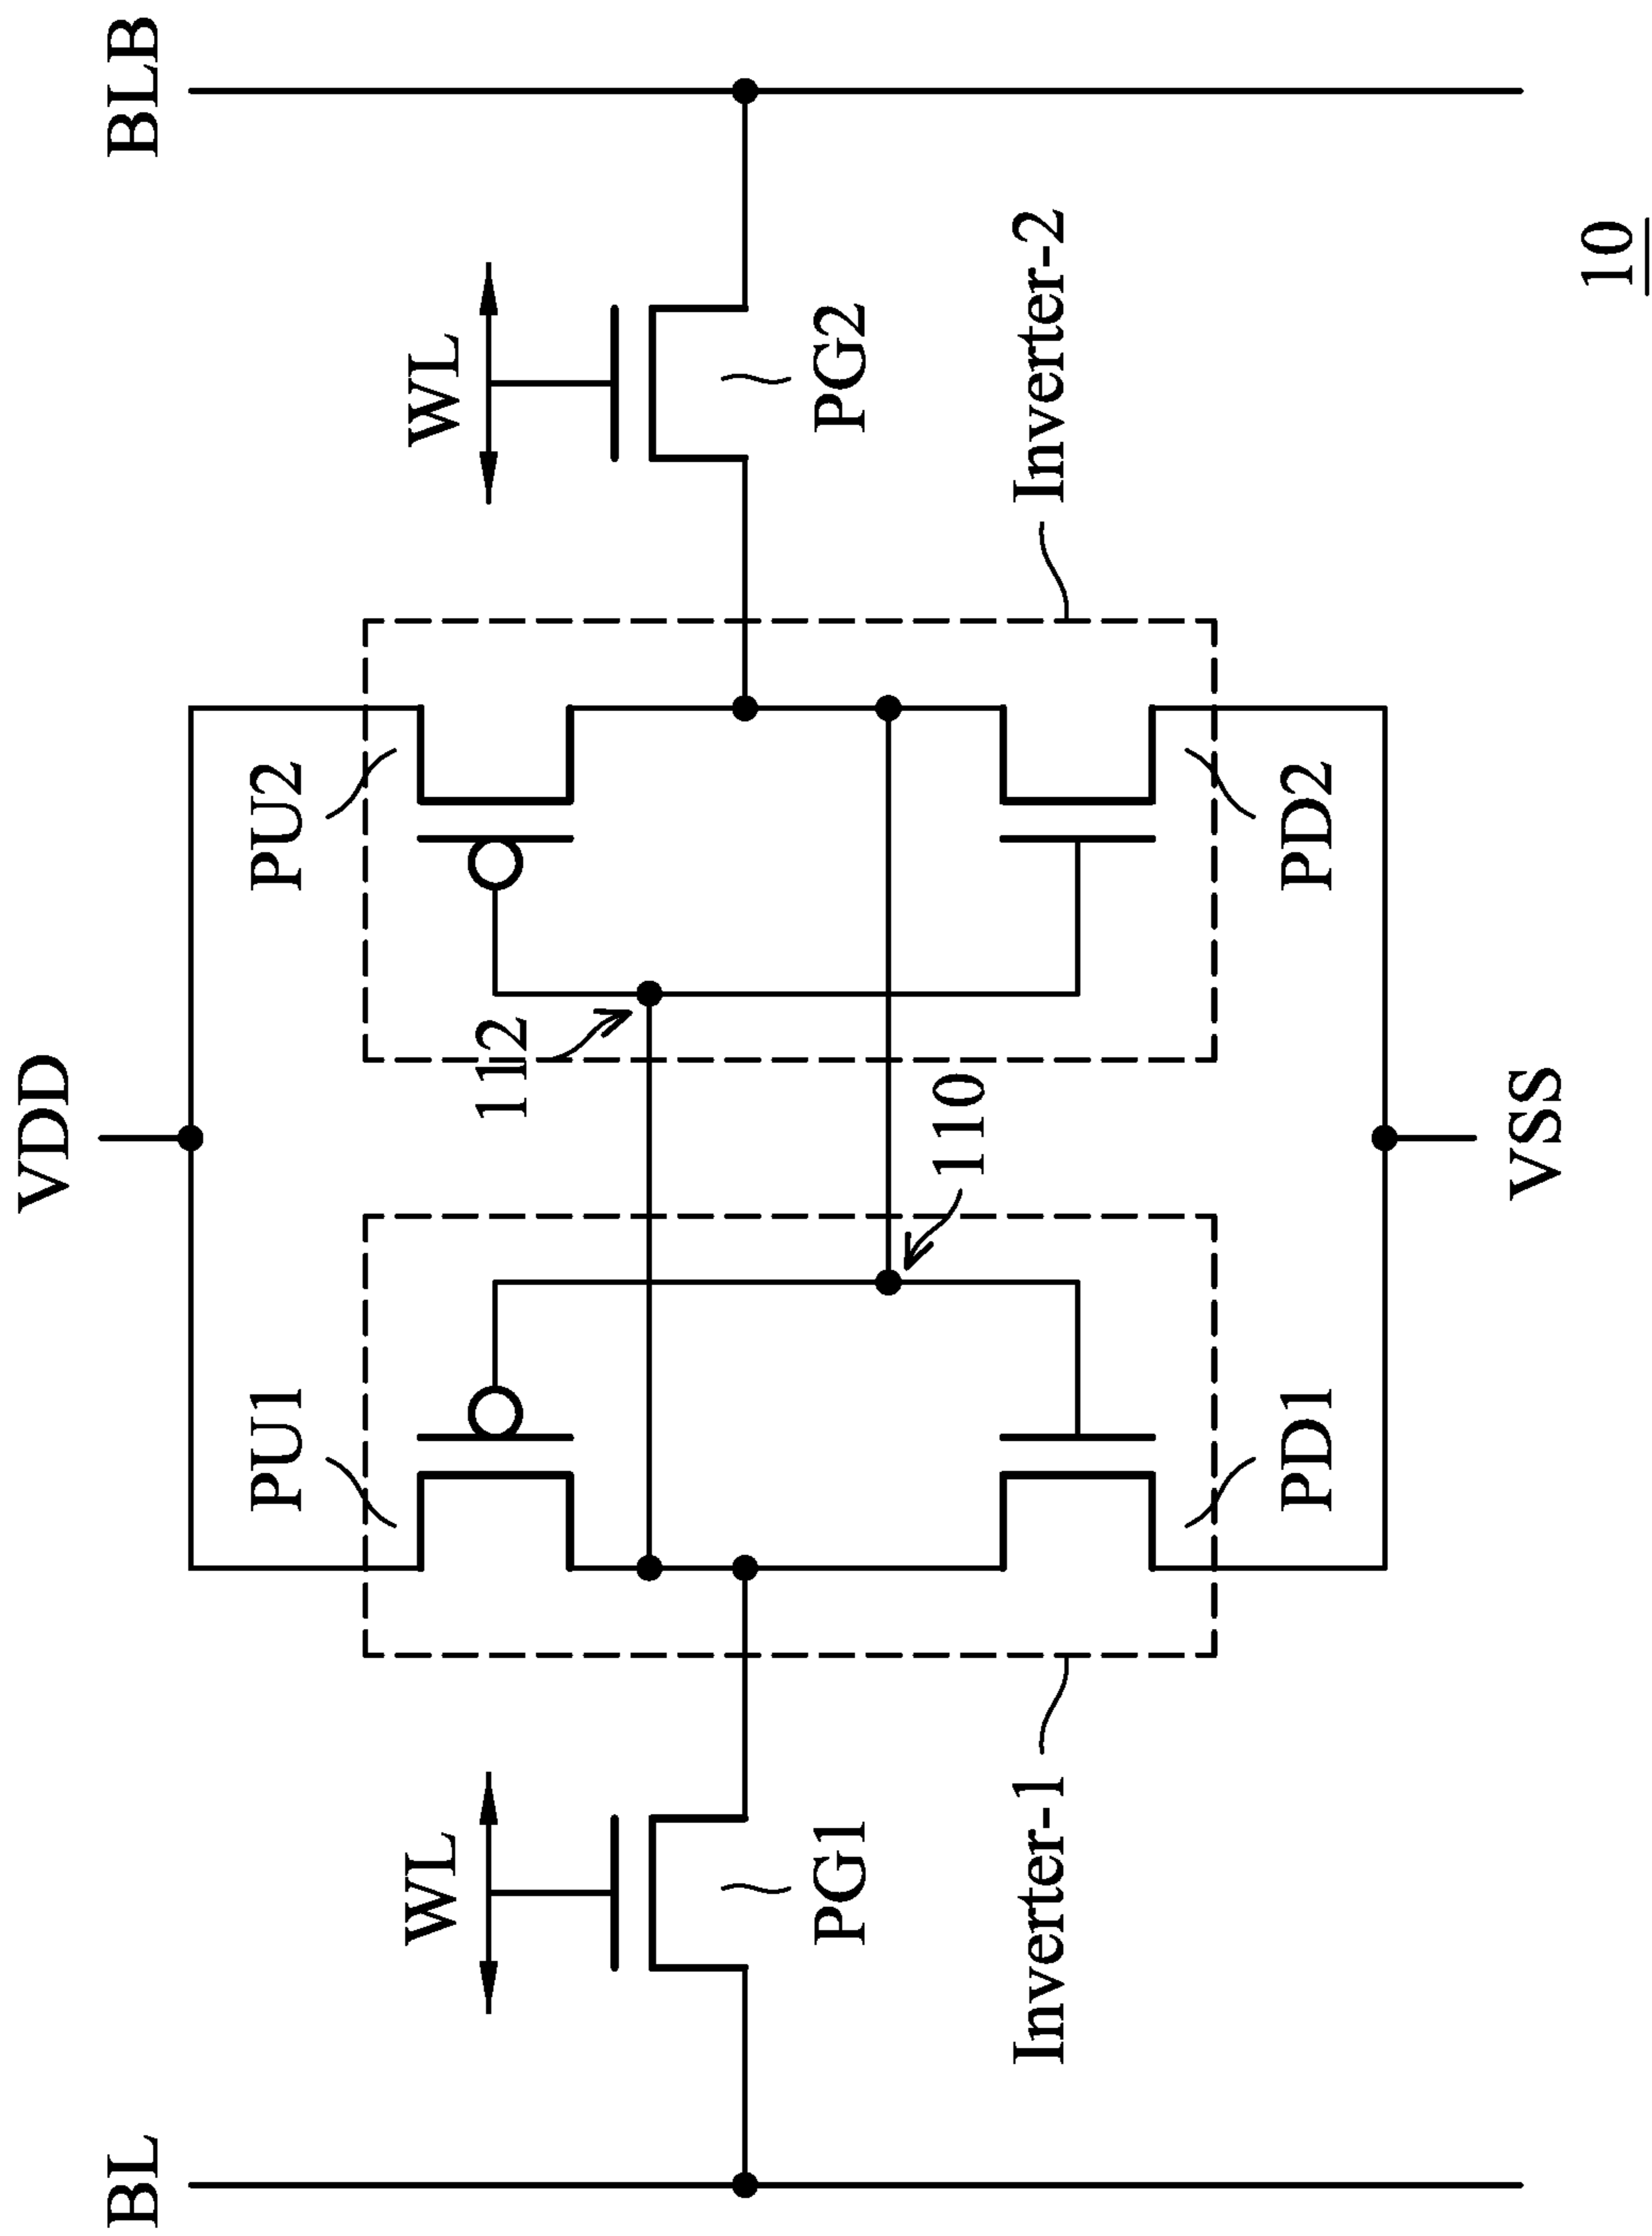 VDD
BL
BLB
PU1
PU2
WL
WL
112
PG1
110
PG2
Inverter-1
Inverter-2
PD1
PD2
VSS
10